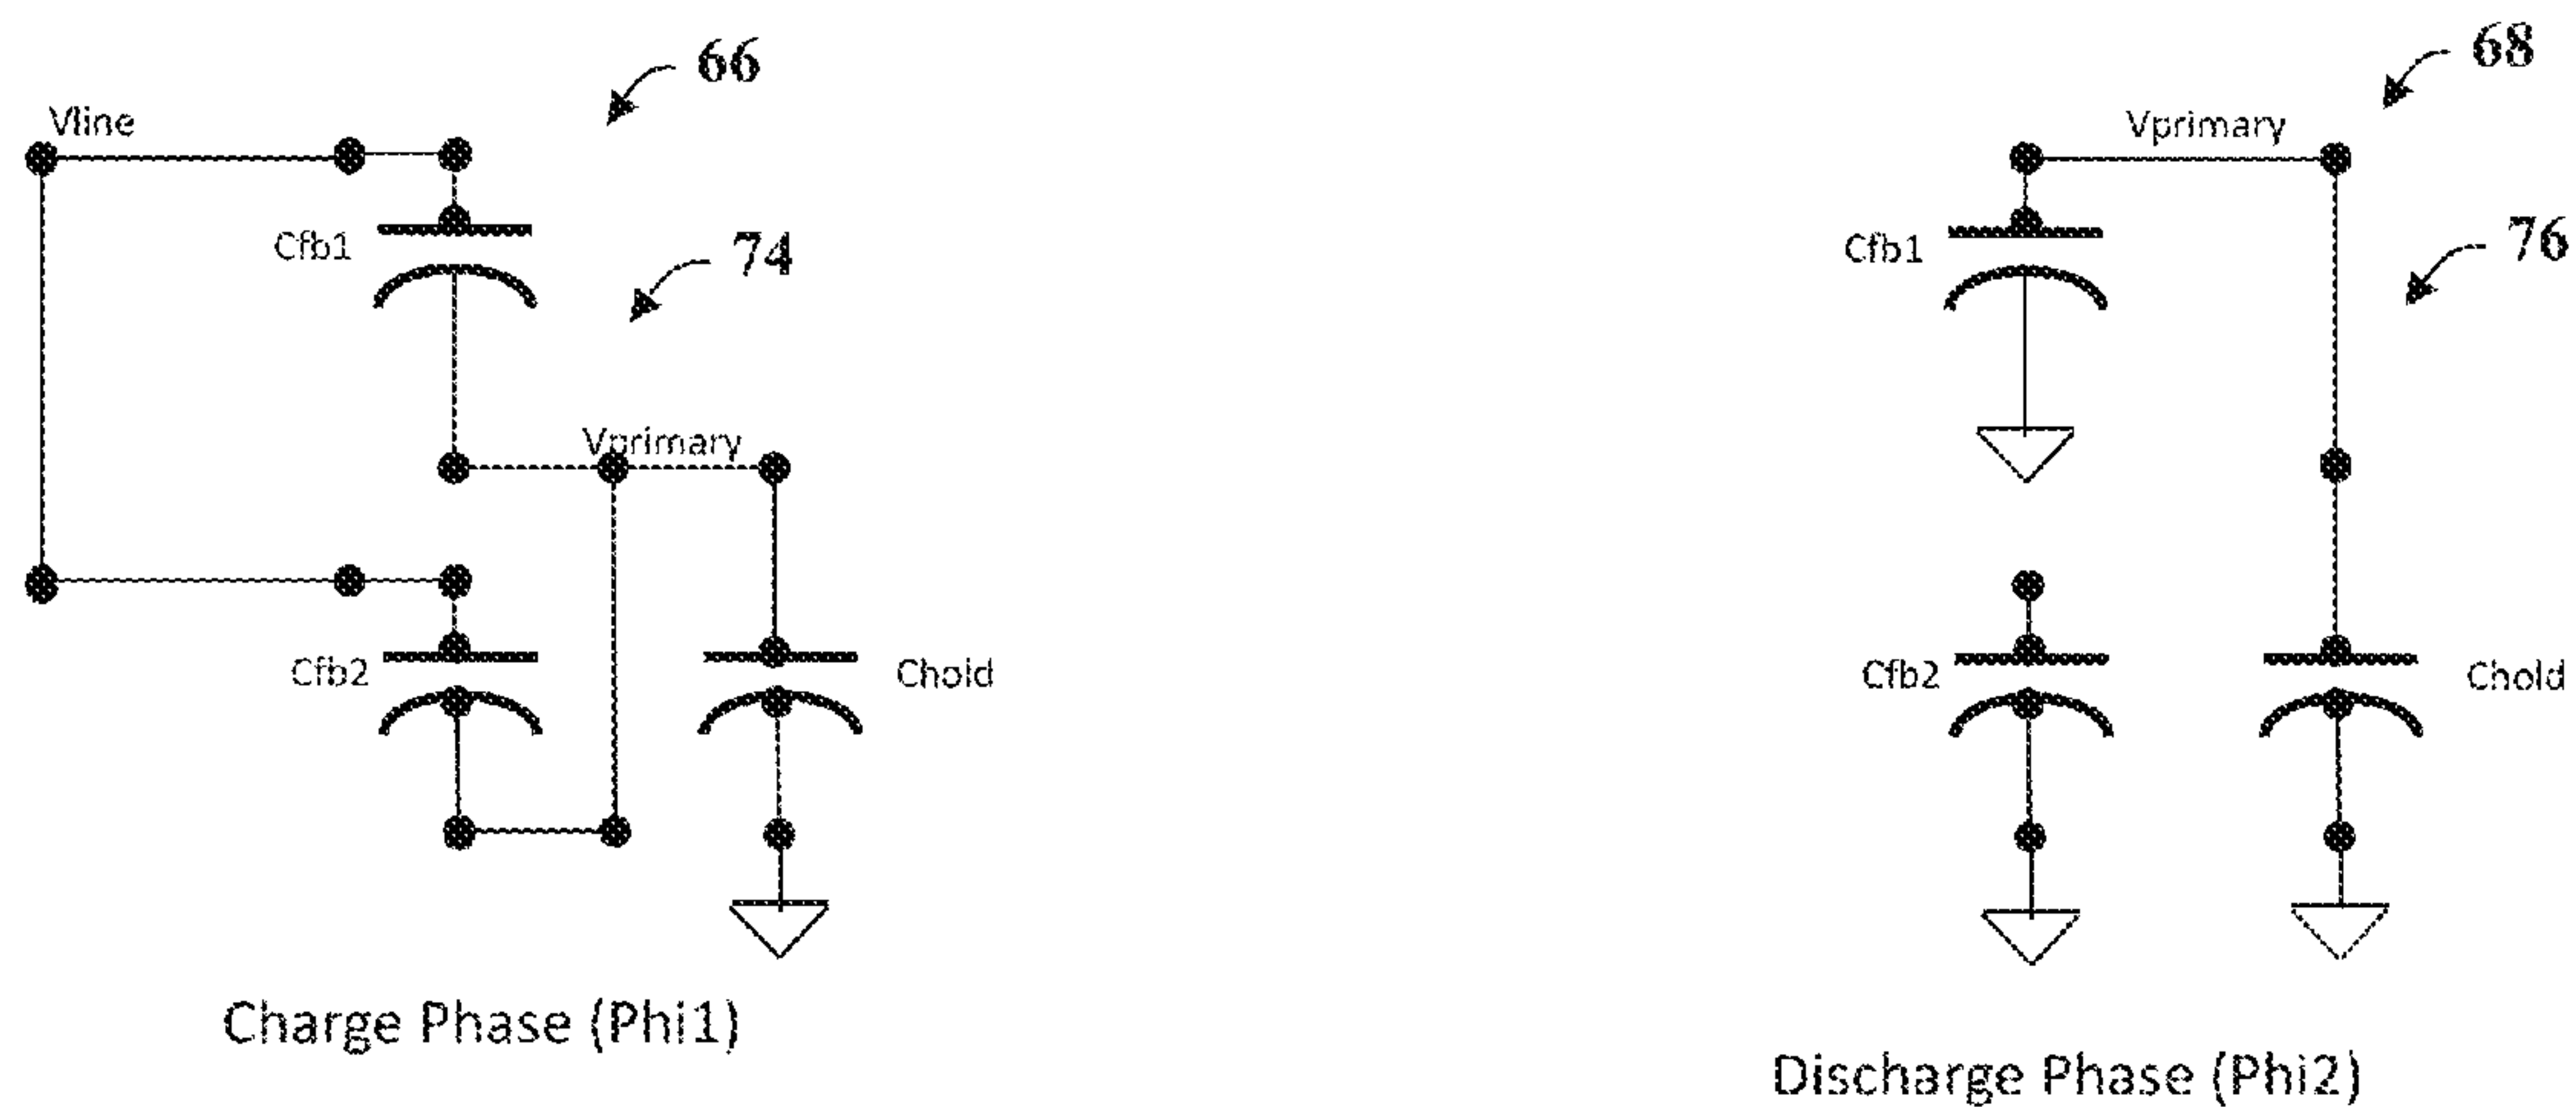 66
Vline
Cfb1
74
Vprimary
Cfb2
Chold
Charge Phase (Phi1)
68
Vprimary
Cfb1
76
Cfb2
Chold
Discharge Phase (Phi2)